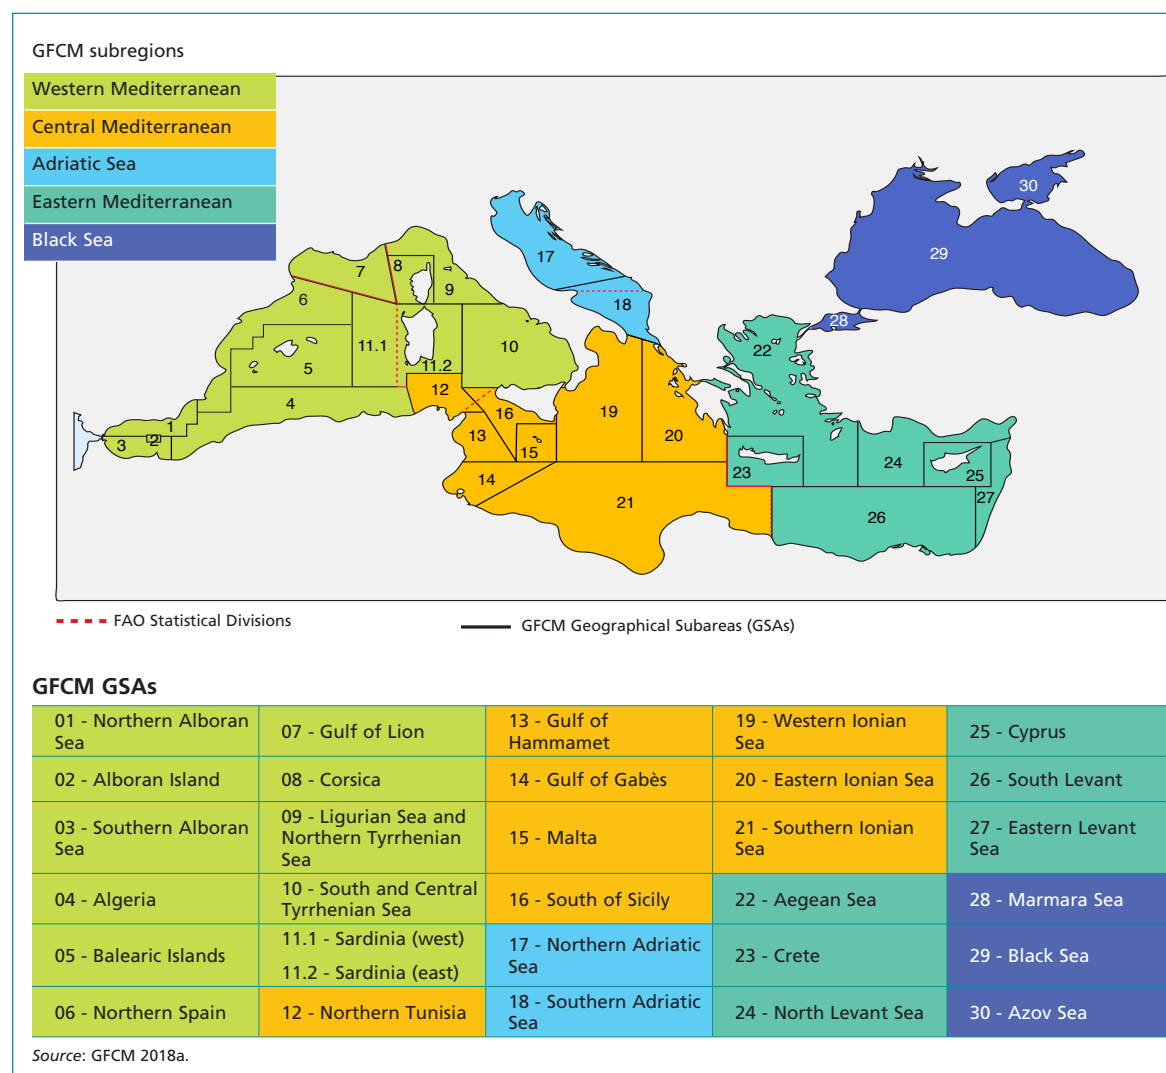 GFCM subregions
Western Mediterranean
Central Mediterranean
Adriatic Sea
Eastern Mediterranean
Black Sea
30
17
29
7
8
9
6
18
28
22
11.1
10
5
11.2
12
4
16
19
1
13
20
3
2
15
23
24
25
14
21
27
26
FAO Statistical Divisions
GFCM Geographical Subareas (GSAs)
GFCM GSAs
01 - Northern Alboran
Sea
07 - Gulf of Lion
13 - Gulf of
Hammamet
19 - Western Ionian
Sea
25 - Cyprus
02 - Alboran Island
08 - Corsica
14 - Gulf of Gabès
20 - Eastern Ionian Sea
26 - South Levant
03 - Southern Alboran
Sea
09 - Ligurian Sea and
Northern Tyrrhenian
Sea
15 - Malta
21 - Southern Ionian
Sea
27 - Eastern Levant
Sea
04 - Algeria
10 - South and Central
Tyrrhenian Sea
16 - South of Sicily
22 - Aegean Sea
28 - Marmara Sea
05 - Balearic Islands
11.1 - Sardinia (west)
11.2 - Sardinia (east)
17 - Northern Adriatic
Sea
23 - Crete
29 - Black Sea
06 - Northern Spain
12 - Northern Tunisia
18 - Southern Adriatic
Sea
24 - North Levant Sea
30 - Azov Sea
Source: GFCM 2018a.